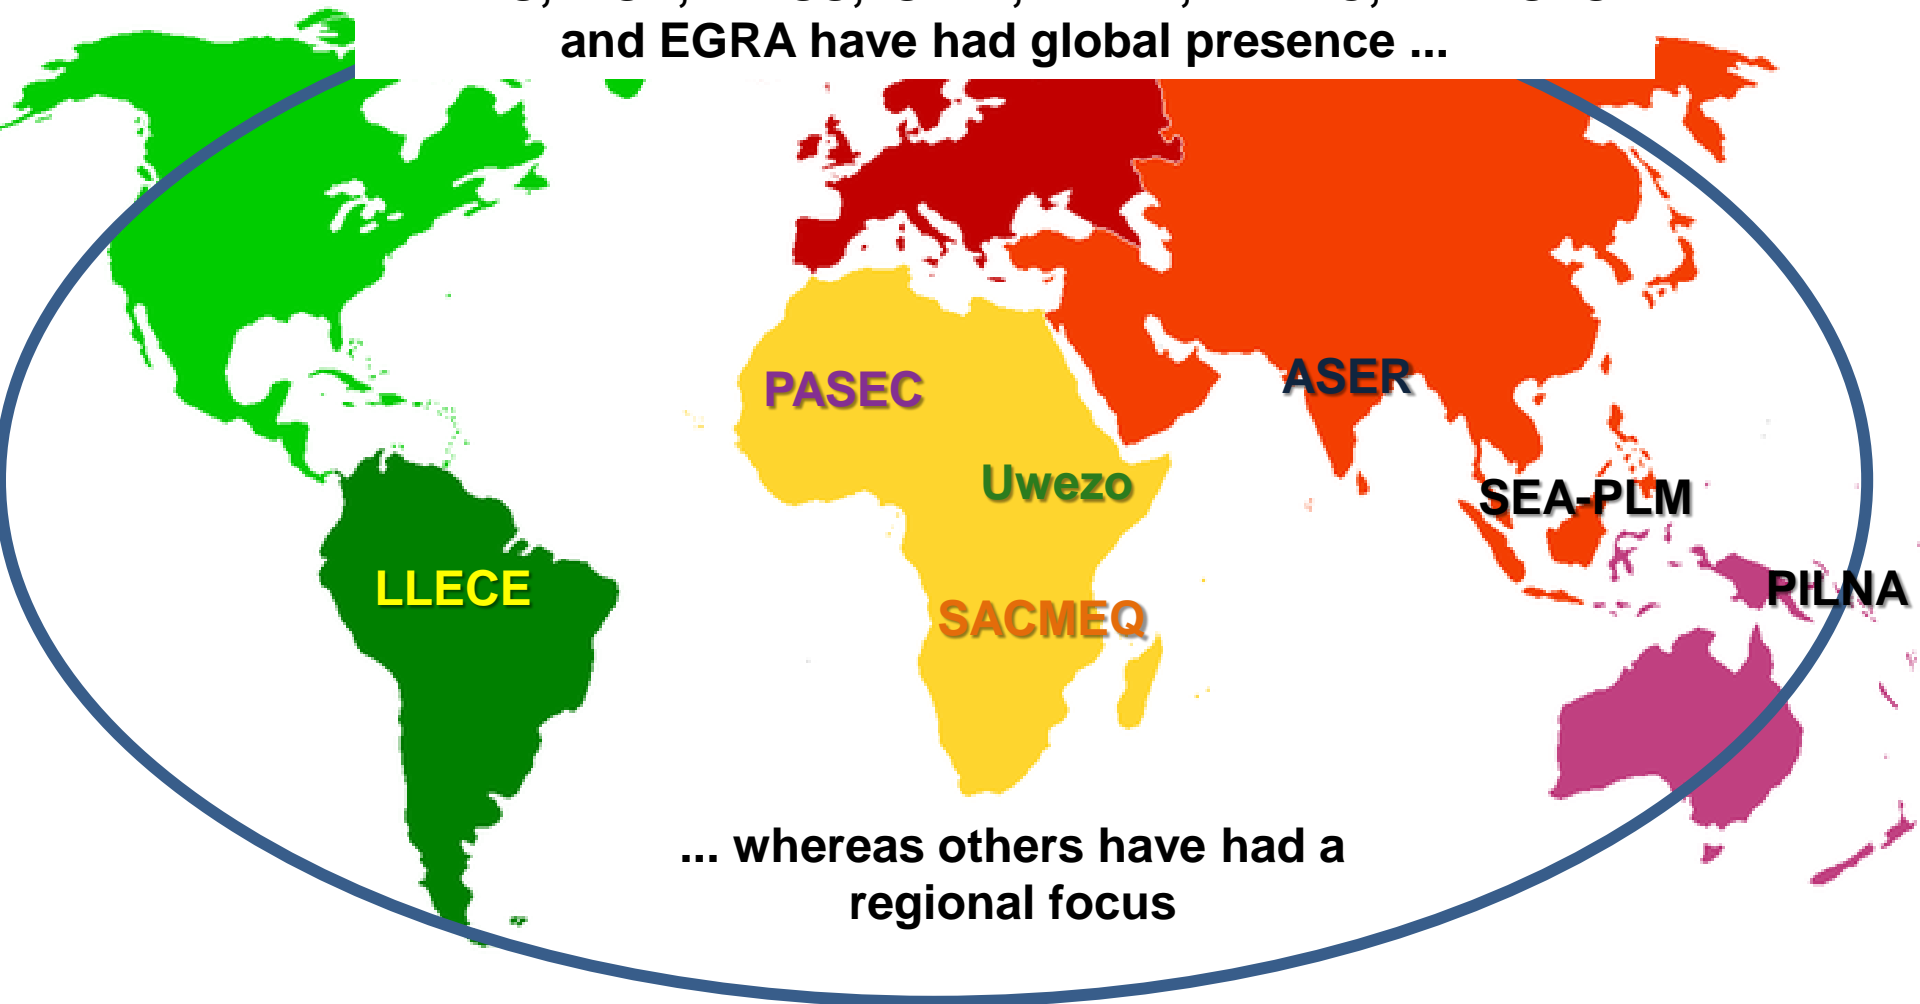 and EGRA have had global presence ...
PASEC
ASER
Uwezo
SEA-PLM
LLECE
PILNA
SACMEQ
... whereas others have had a
regional focus